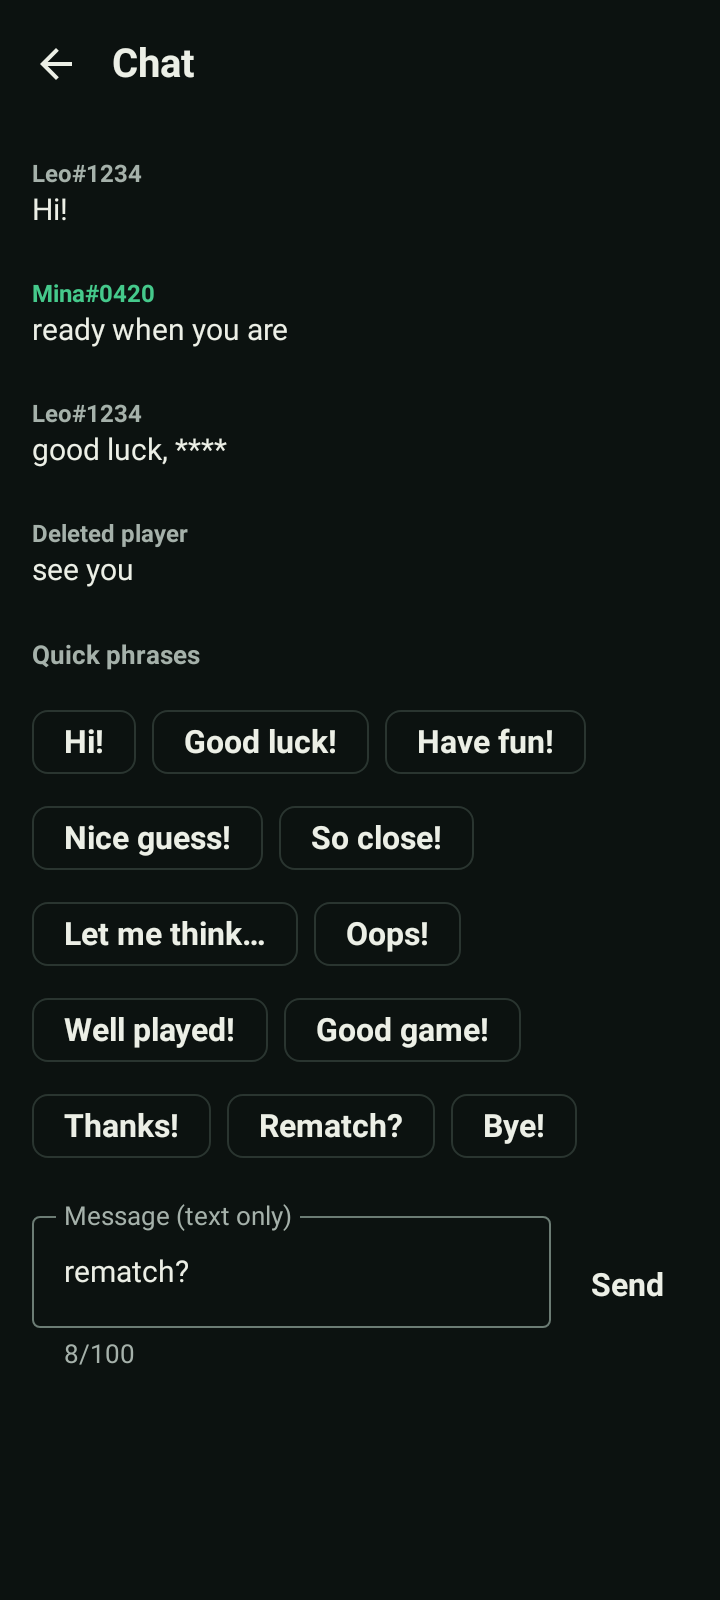 Chat
Leo#1234
Hi!
Mina#0420
ready when you are
Leo#1234
good luck, ****
Deleted player
see you
Quick phrases
Hi! Good luck! Have fun!
Nice guess! So close!
Let me think… Oops!
Well played! Good game!
Thanks! Rematch? Bye!
Message (text only)
rematch?
Send
8/100